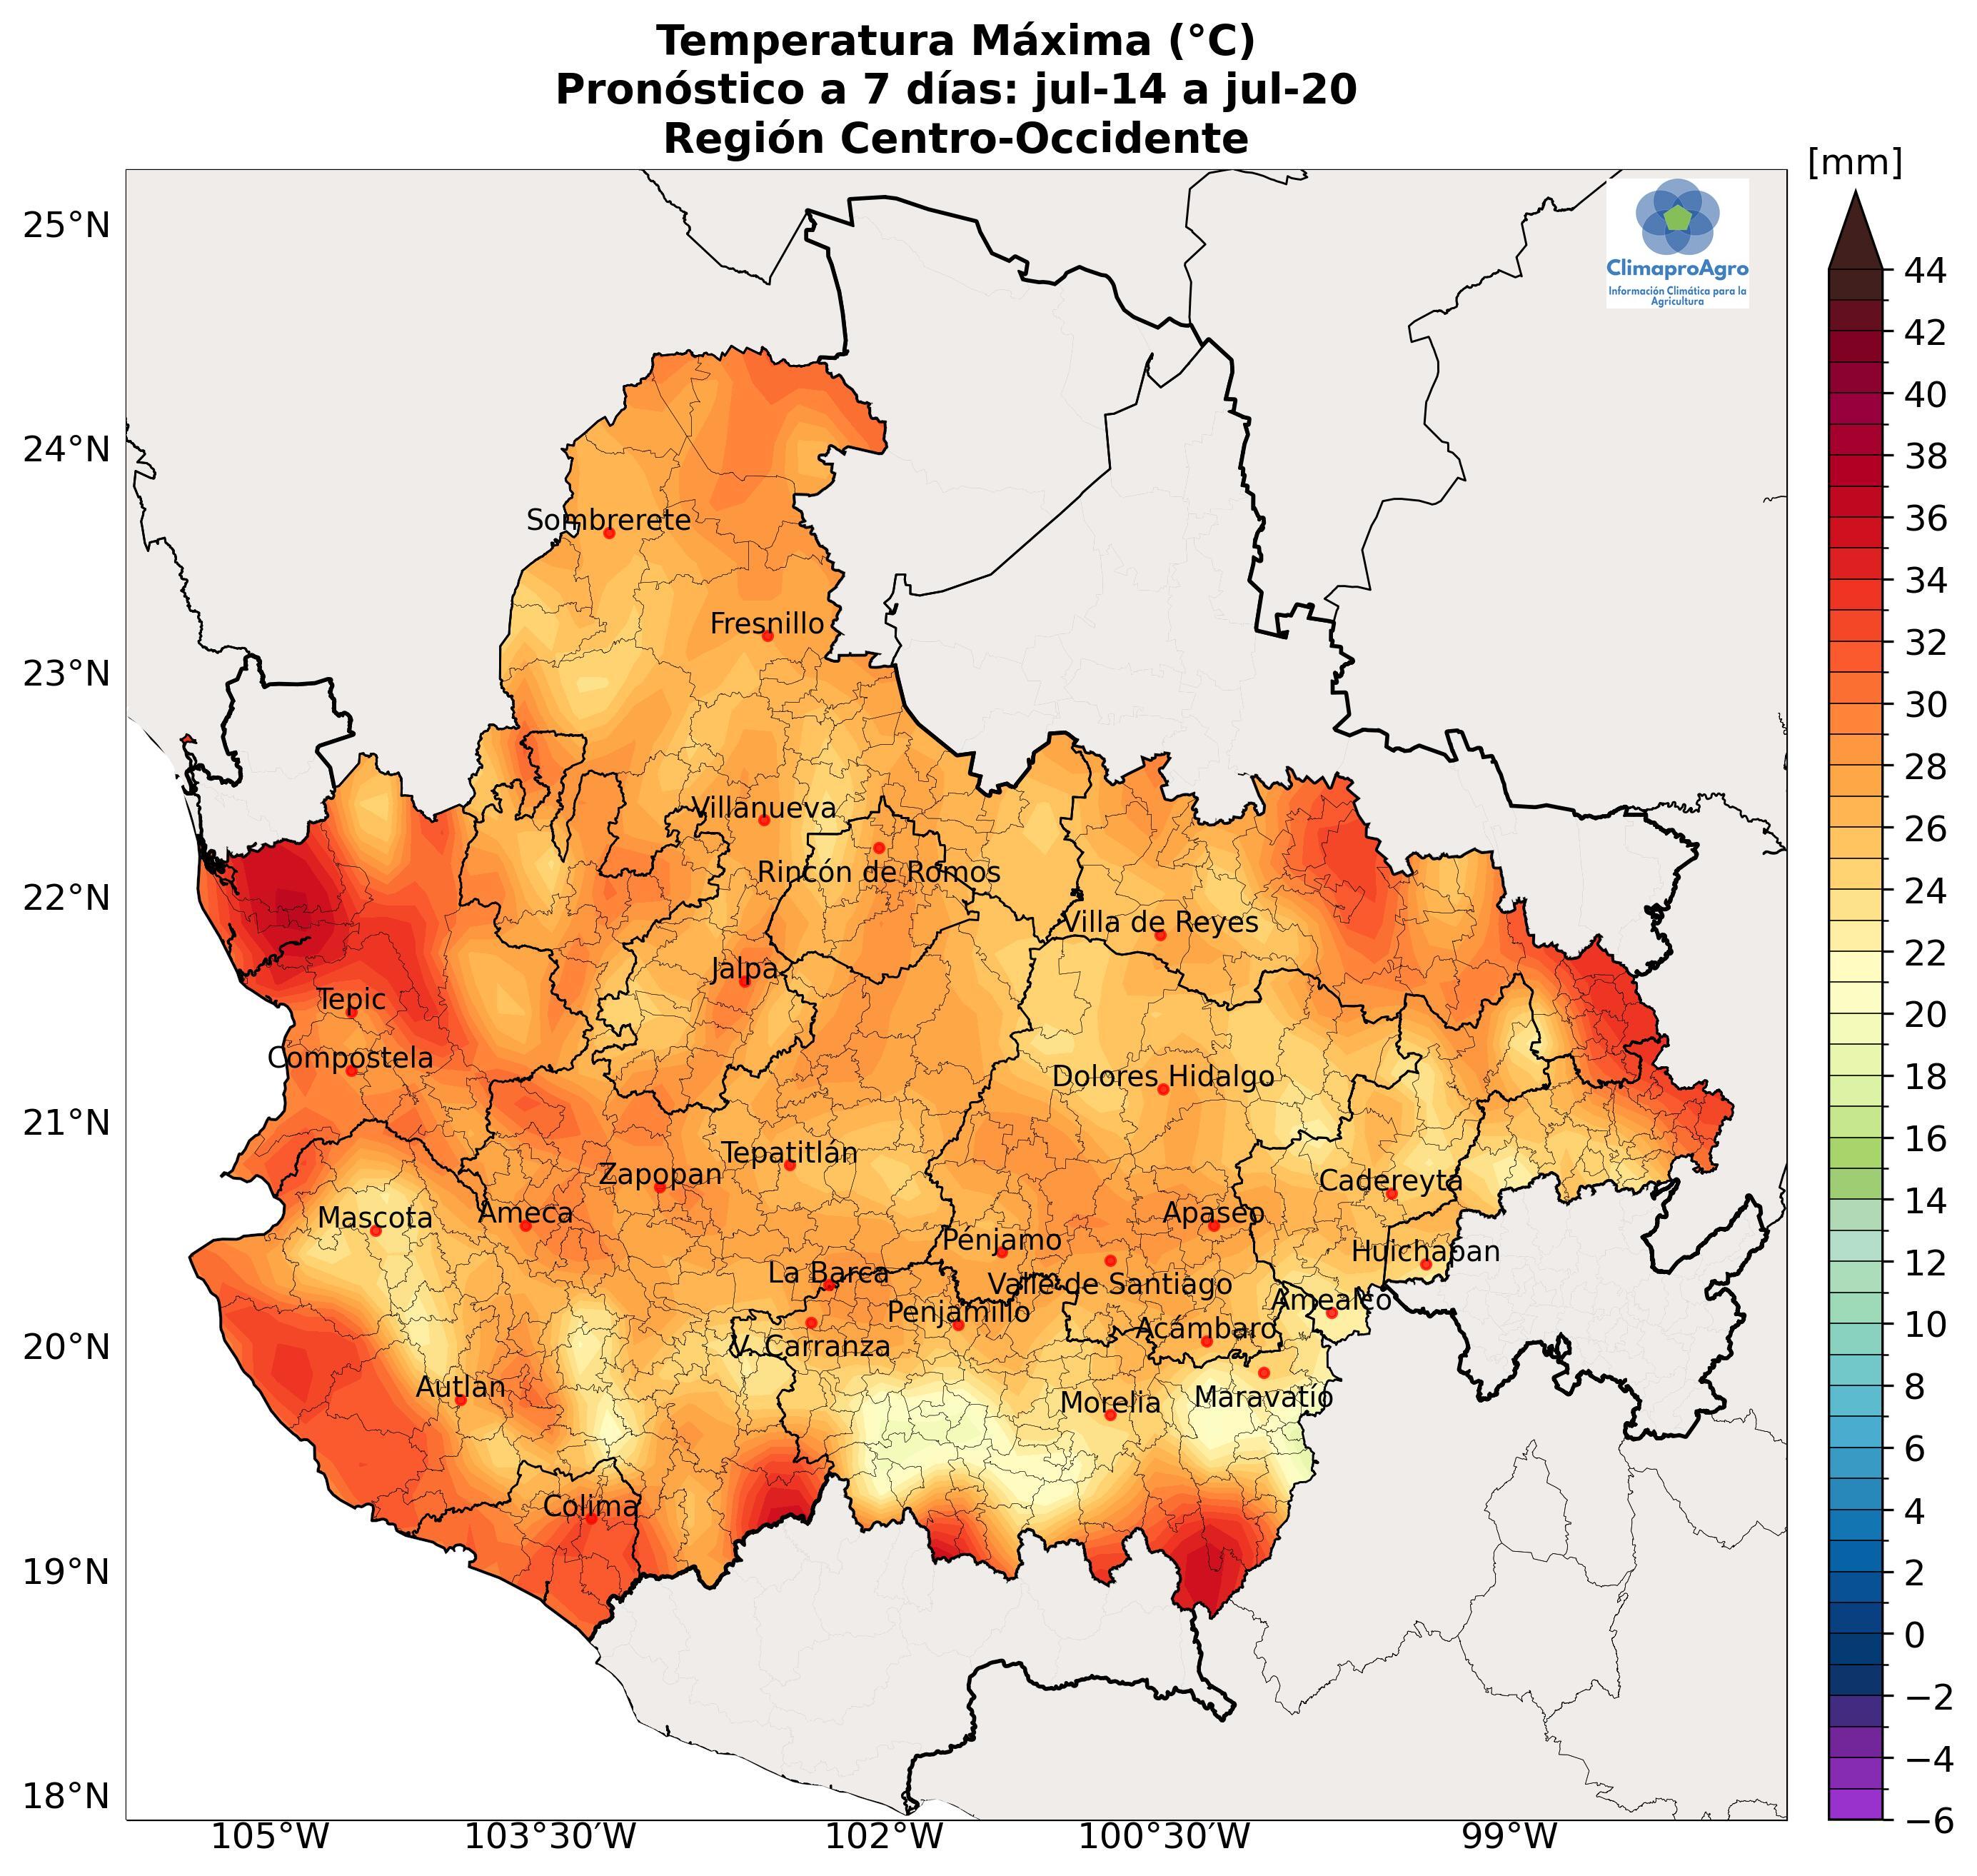 Temperatura Máxima (°C)
Pronóstico a 7 días: jul-14 a jul-20
Región Centro-Occidente
[mm]
25°N
24°N
23°N
22°N
21°N
20°N
19°N
18°N
ClimaproAgro
Información Climática para la
Agricultura
Sombrerete
Fresnillo
Villanueva
Rincón de Romos
Villa de Reyes
Jalpa
Tepic
Compostela
Dolores Hidalgo
Tepatitlán
Zapopan
Cadereyta
Mascota
Ameca
Apaseo
Pénjamo
Huichapan
La Barca
Valle de Santiago
Penjamillo
Amealco
V. Carranza
Acámbaro
Autlan
Morelia
Maravatío
Colima
105°W
103°30′W
102°W
100°30′W
99°W
44
42
40
38
36
34
32
30
28
26
24
22
20
18
16
14
12
10
8
6
4
2
0
−2
−4
−6